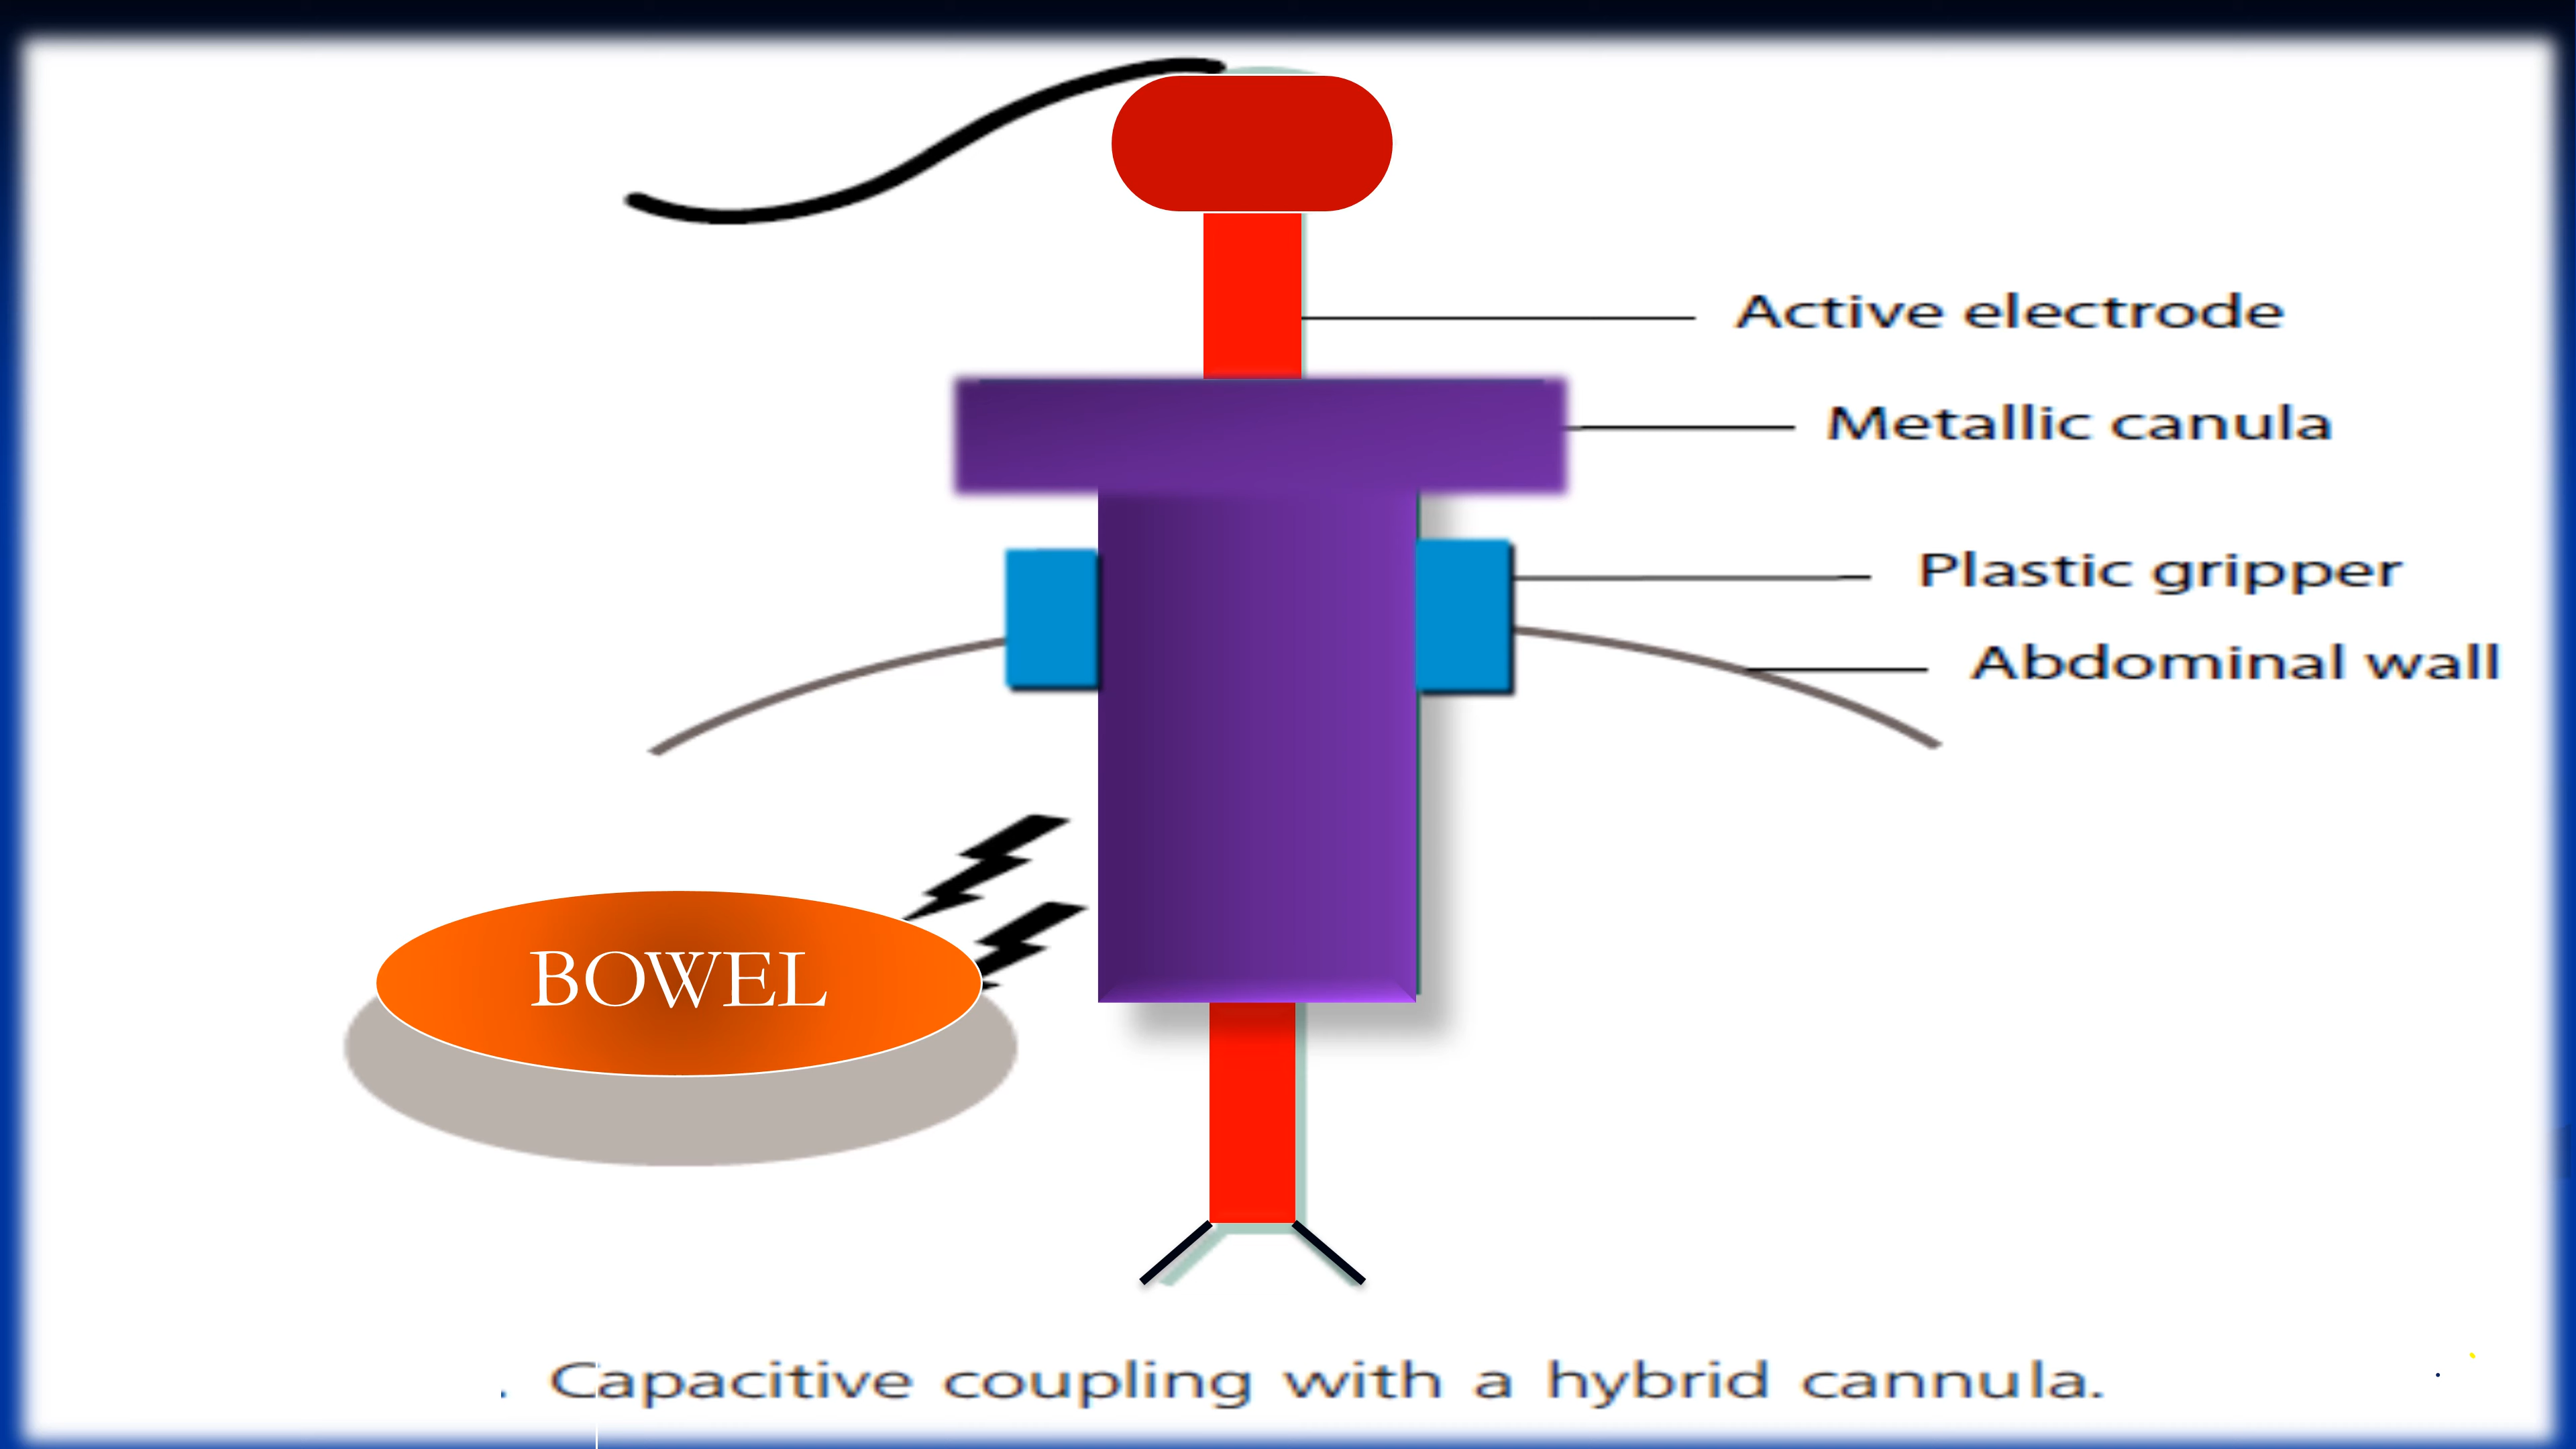 Active electrode
Metallic canula
Plastic gripper
Abdominal wall
BOWEL
. Capacitive coupling with a hybrid cannula.